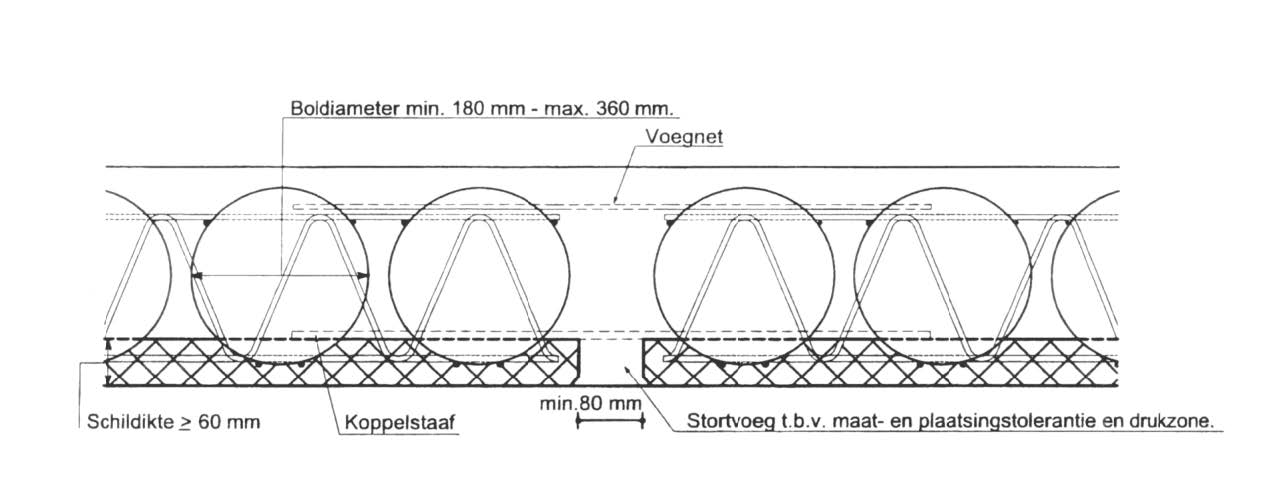 Boldiameter min. 180 mm - max. 360 mm.
Voegnet
min.80 mm
Schildikte ≥ 60 mm
Koppelstaaf
Stortvoeg t.b.v. maat- en plaatsingstolerantie en drukzone.